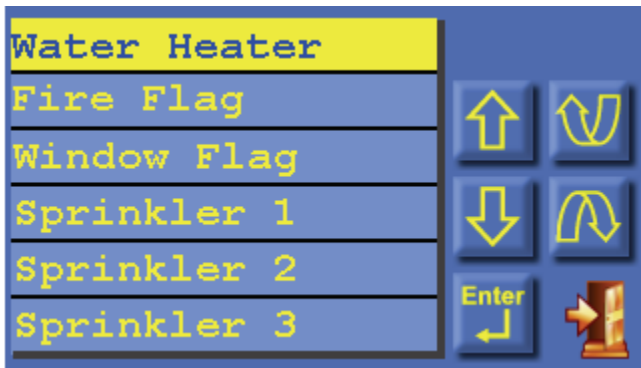 Water Heater
Fire Flag
Window Flag
Sprinkler 1
Sprinkler 2
Sprinkler 3
Enter